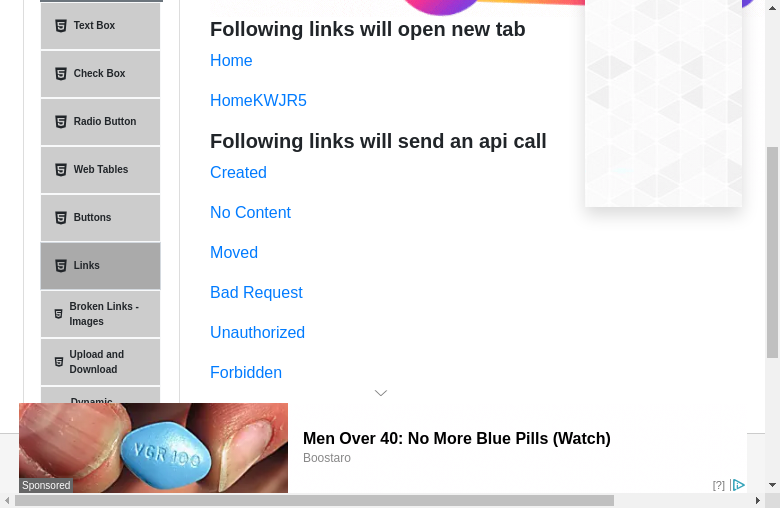 Text Box
Check Box
Radio Button
Web Tables
Buttons
Links
Broken Links -
Images
Upload and
Download
Dynamic
Following links will open new tab
Home
HomeKWJR5
Following links will send an api call
Created
No Content
Moved
Bad Request
Unauthorized
Forbidden
VGR 100
Sponsored
Men Over 40: No More Blue Pills (Watch)
Boostaro
[?]